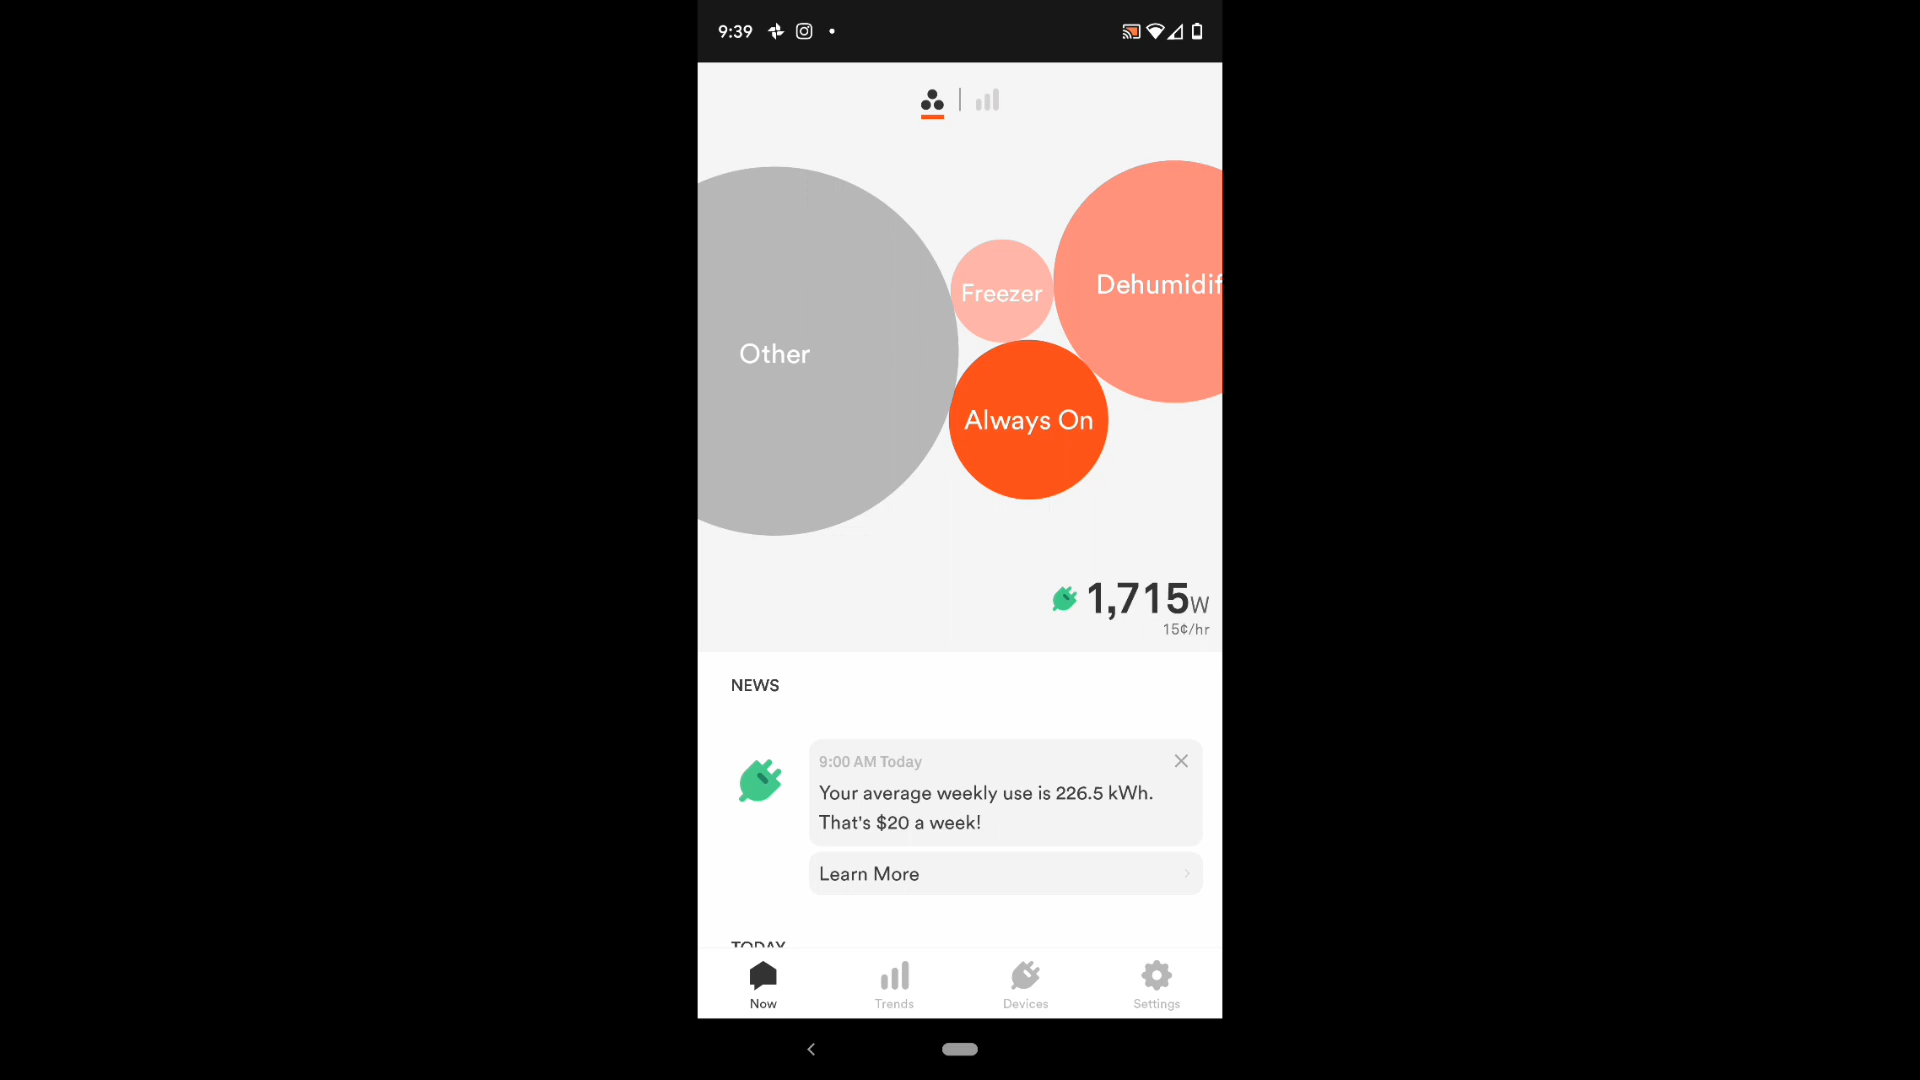 9:39
Other
Freezer
Dehumidif
Always On
1,715W
15¢/hr
NEWS
9:00 AM Today
Your average weekly use is 226.5 kWh.
That's $20 a week!
Learn More
TODAY
Now
Trends
Devices
Settings